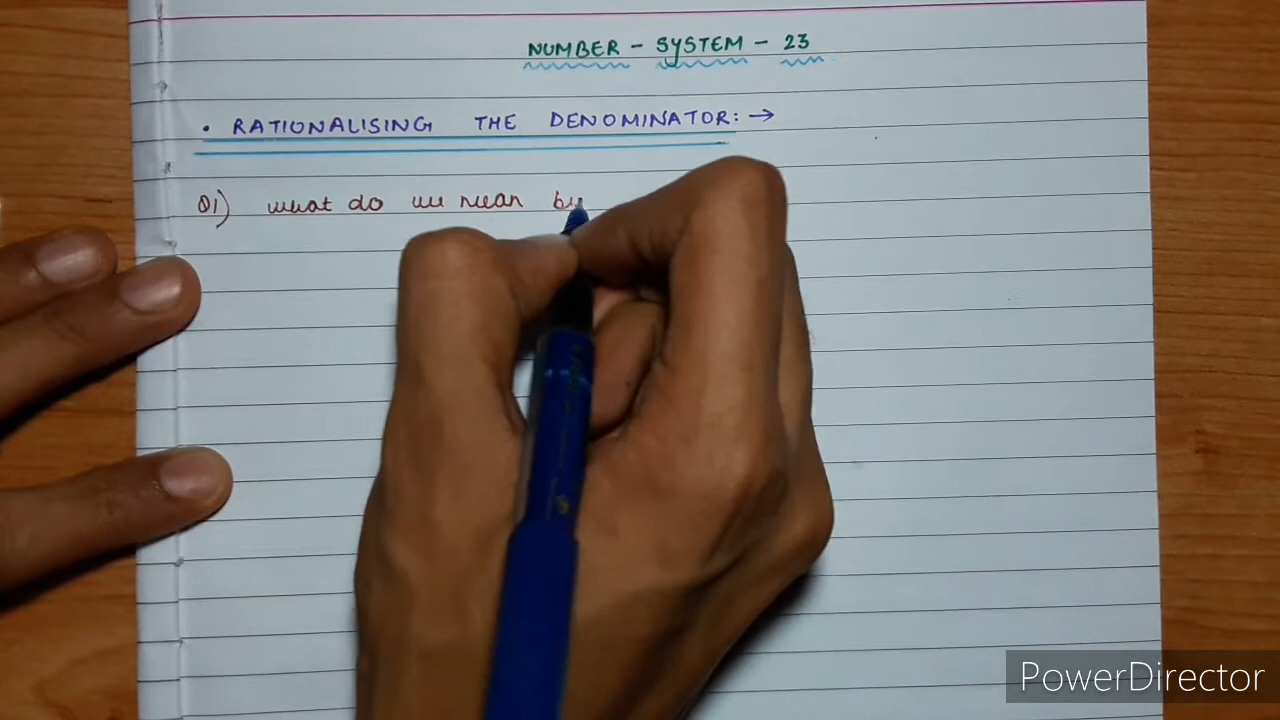 NUMBER - SYSTEM - 23
• RATIONALISING THE DENOMINATOR: →
Q1) what do we mean by
PowerDirector